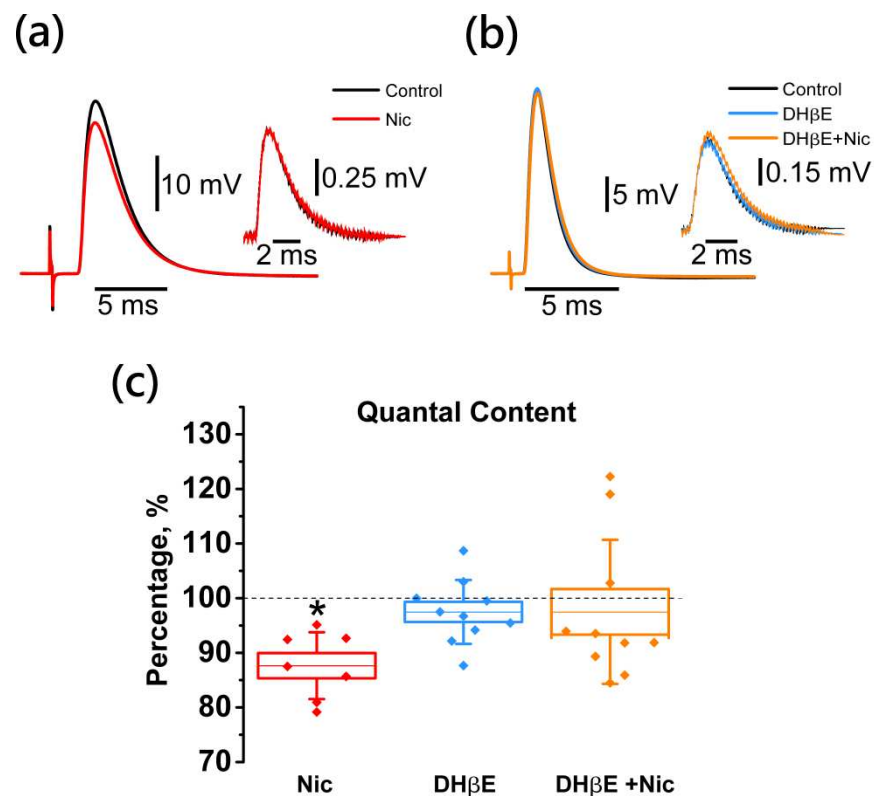 (a)
Control
Nic
10 mV
0.25 mV
2 ms
5 ms
(b)
Control
DHβE
DHβE+Nic
5 mV
0.15 mV
2 ms
5 ms
(c)
Quantal Content
Percentage, %
130
120
110
100
90
80
70
*
Nic
DHβE
DHβE +Nic